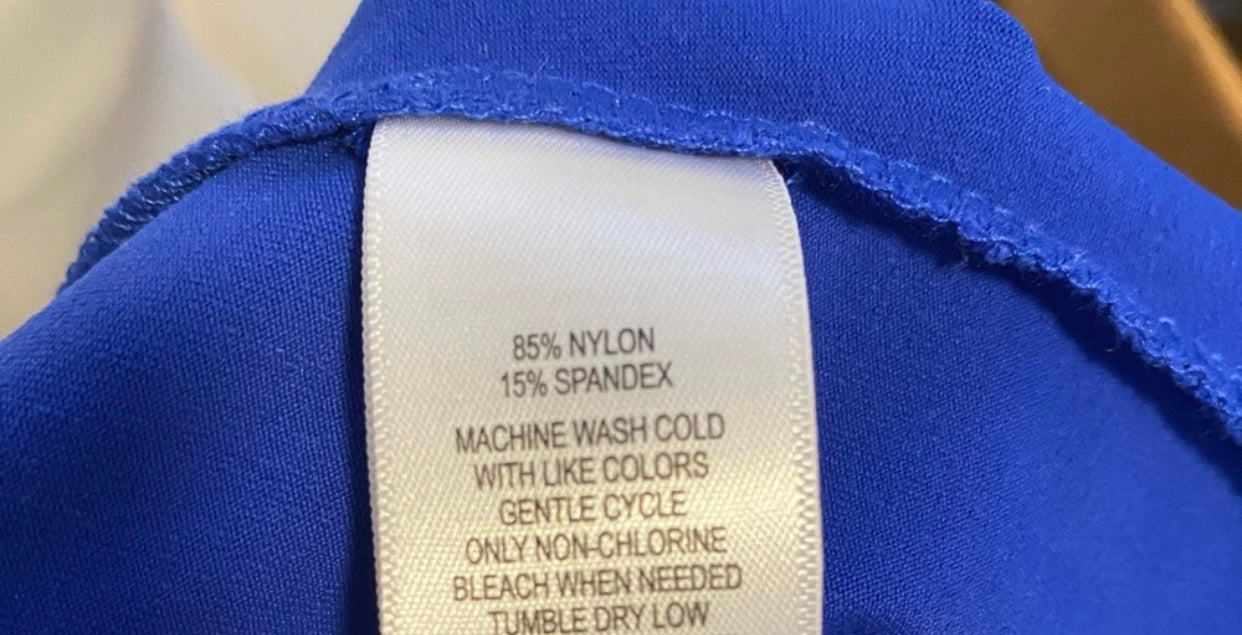 85% NYLON
15% SPANDEX
MACHINE WASH COLD
WITH LIKE COLORS
GENTLE CYCLE
ONLY NON-CHLORINE
BLEACH WHEN NEEDED
TUMBLE DRY LOW